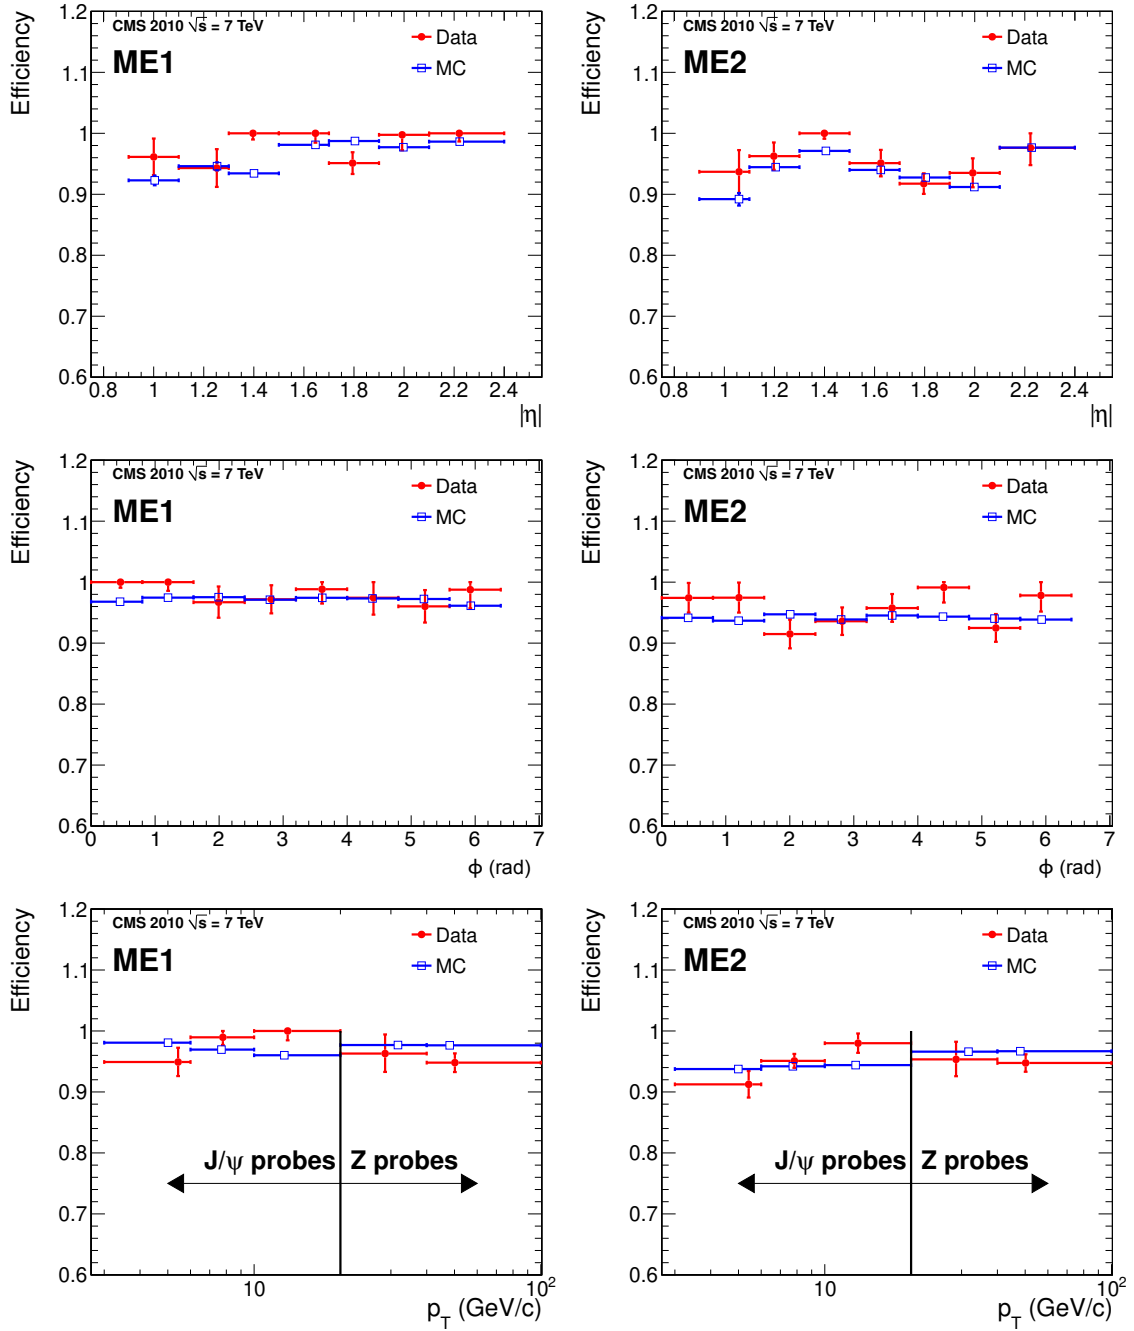 CMS 2010 √s = 7 TeV
ME1
Data
MC
Efficiency
1.2
1.1
1
0.9
0.8
0.7
0.6
0.8 1 1.2 1.4 1.6 1.8 2 2.2 2.4
|η|
CMS 2010 √s = 7 TeV
ME2
Data
MC
Efficiency
1.2
1.1
1
0.9
0.8
0.7
0.6
0.8 1 1.2 1.4 1.6 1.8 2 2.2 2.4
|η|
CMS 2010 √s = 7 TeV
ME1
Data
MC
Efficiency
1.2
1.1
1
0.9
0.8
0.7
0.6
0 1 2 3 4 5 6 7
ϕ (rad)
CMS 2010 √s = 7 TeV
ME2
Data
MC
Efficiency
1.2
1.1
1
0.9
0.8
0.7
0.6
0 1 2 3 4 5 6 7
ϕ (rad)
CMS 2010 √s = 7 TeV
ME1
Data
MC
Efficiency
1.2
1.1
1
0.9
0.8
0.7
0.6
J/ψ probes Z probes
10 10²
p_T (GeV/c)
CMS 2010 √s = 7 TeV
ME2
Data
MC
Efficiency
1.2
1.1
1
0.9
0.8
0.7
0.6
J/ψ probes Z probes
10 10²
p_T (GeV/c)